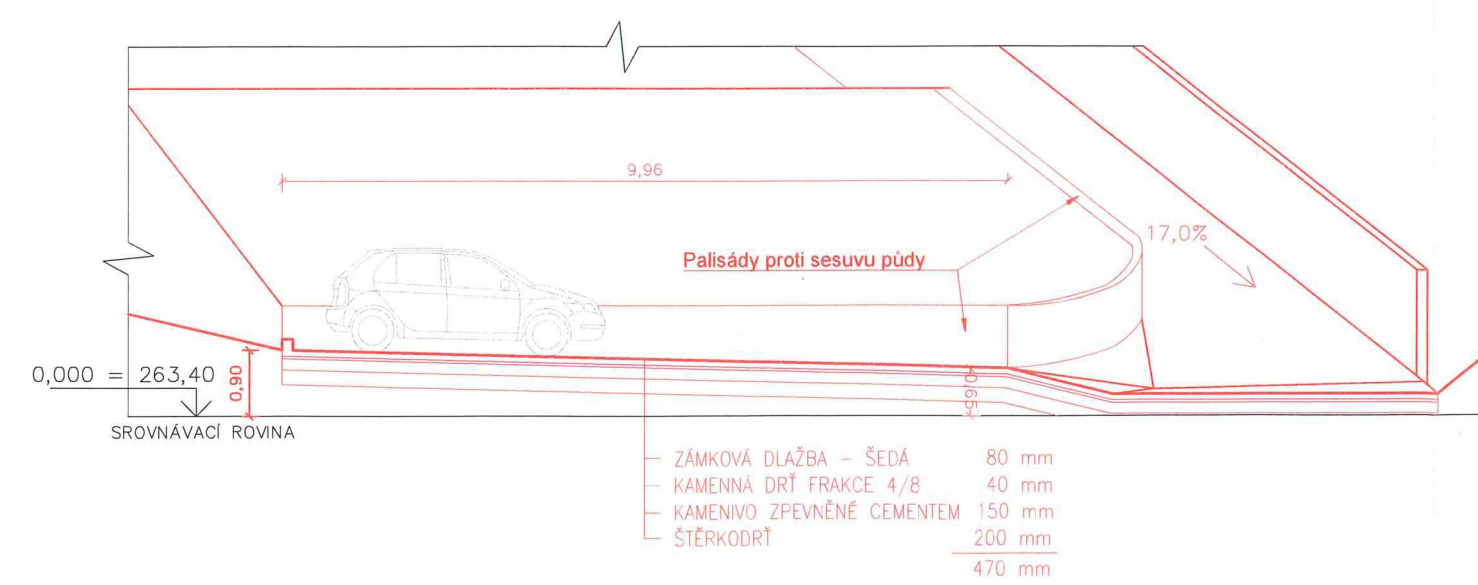 9,96
17,0%
Palisády proti sesuvu půdy
0,000 = 263,40
0,90
0,65
SROVNÁVACÍ ROVINA
ZÁMKOVÁ DLAŽBA – ŠEDÁ 80 mm
KAMENNÁ DRŤ FRAKCE 4/8 40 mm
KAMENIVO ZPEVNĚNÉ CEMENTEM 150 mm
ŠTĚRKODRŤ 200 mm
470 mm